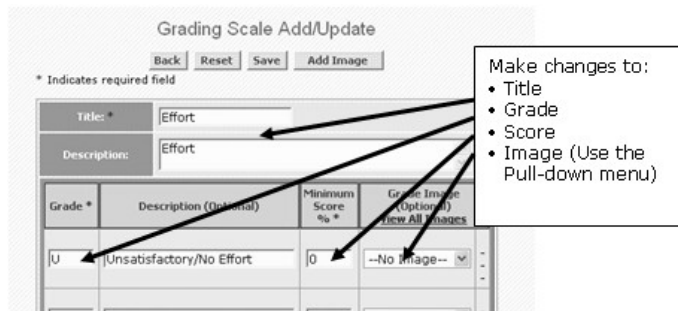 Grading Scale Add/Update
Back Reset Save Add Image
* Indicates required field
Title: * Effort
Description: Effort
Grade * Description (Optional) Minimum Score % * Grade Image (Optional) View All Images
U Unsatisfactory/No Effort 0 --No Image--
Make changes to:
• Title
• Grade
• Score
• Image (Use the
Pull-down menu)